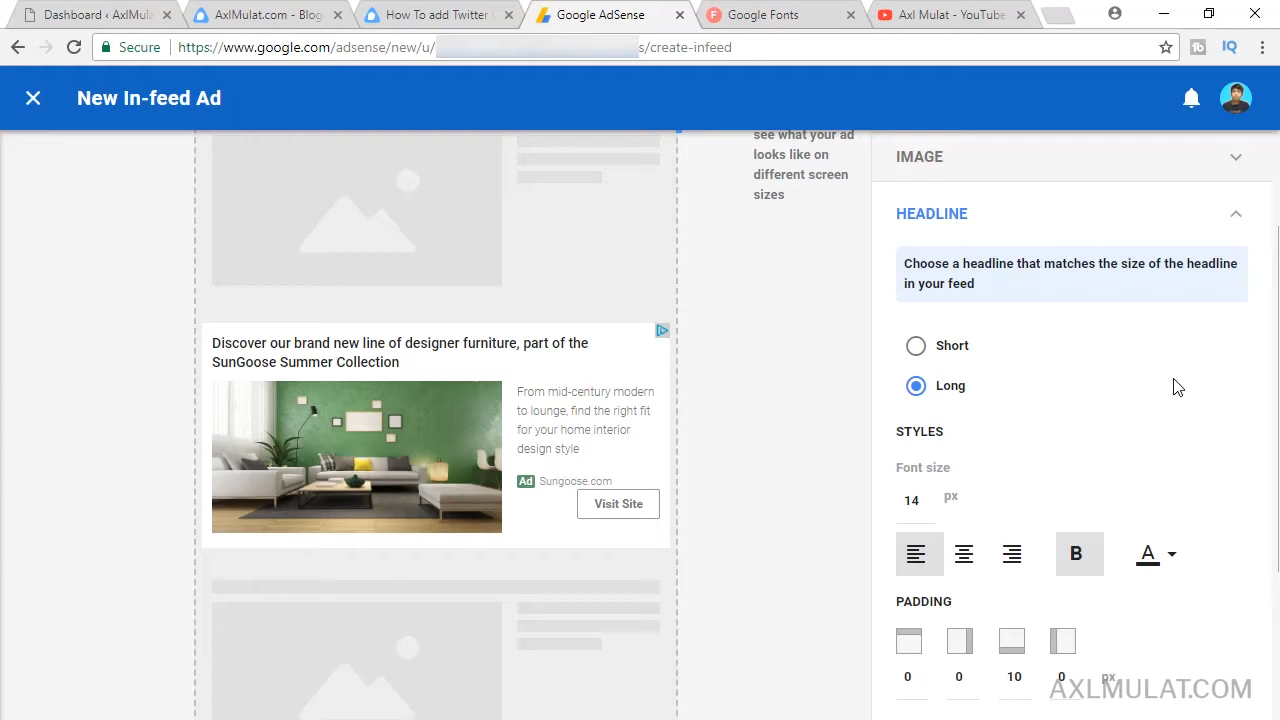 Dashboard ‹ AxlMula
AxlMulat.com - Blog
How To add Twitter C
Google AdSense
Google Fonts
Axl Mulat - YouTube
Secure
https://www.google.com/adsense/new/u/
s/create-infeed
New In-feed Ad
see what your ad
looks like on
different screen
sizes
IMAGE
HEADLINE
Choose a headline that matches the size of the headline
in your feed
Short
Long
STYLES
Font size
14 px
B A
PADDING
0 0 10 0 px
Discover our brand new line of designer furniture, part of the
SunGoose Summer Collection
From mid-century modern
to lounge, find the right fit
for your home interior
design style
Ad Sungoose.com
Visit Site
AXLMULAT.COM